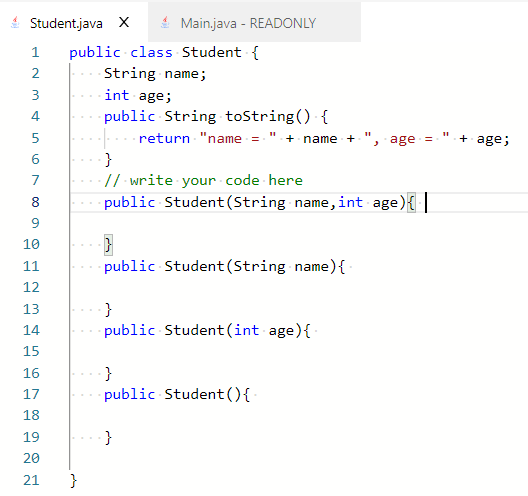 Student.java X Main.java - READONLY
1 public class Student {
2 String name;
3 int age;
4 public String toString() {
5 return "name = " + name + ", age = " + age;
6 }
7 // write your code here
8 public Student(String name,int age){
9
10 }
11 public Student(String name){
12
13 }
14 public Student(int age){
15
16 }
17 public Student(){
18
19 }
20
21 }